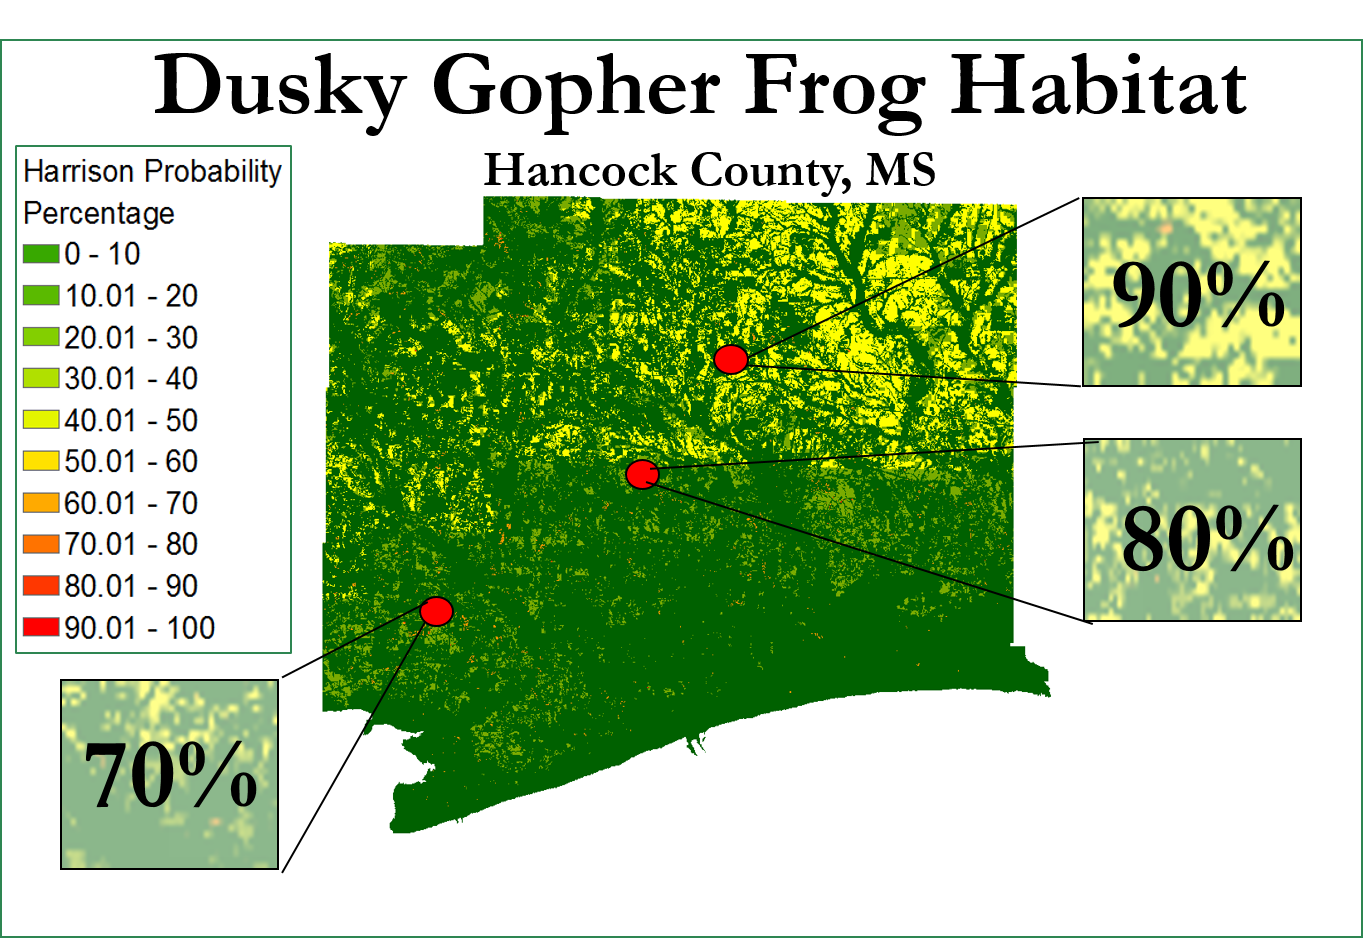 Dusky Gopher Frog Habitat
Hancock County, MS
Harrison Probability
Percentage
0 - 10
10.01 - 20
20.01 - 30
30.01 - 40
40.01 - 50
50.01 - 60
60.01 - 70
70.01 - 80
80.01 - 90
90.01 - 100
90%
80%
70%